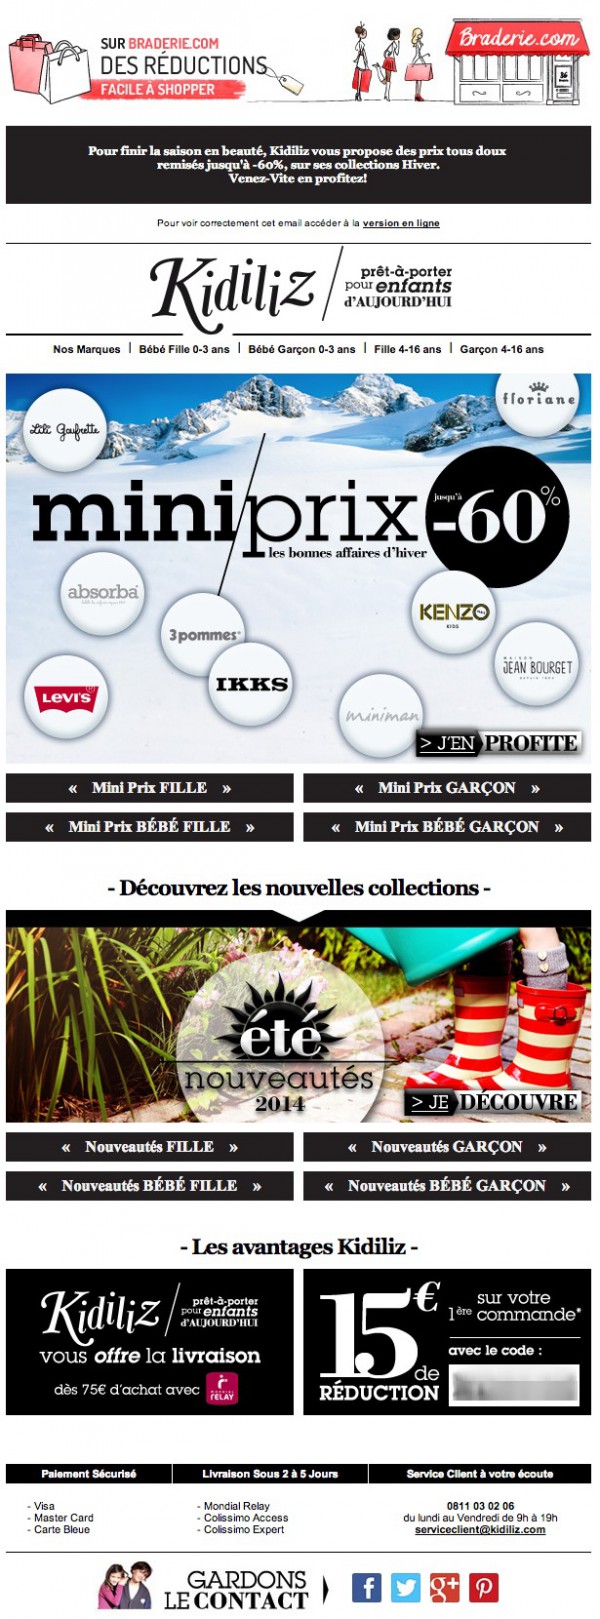 SUR BRADERIE.COM
DES RÉDUCTIONS
FACILE À SHOPPER
Braderie.com
Pour finir la saison en beauté, Kidiliz vous propose des prix tous doux
remisés jusqu'à -60%, sur ses collections Hiver.
Venez-Vite en profitez!
Pour voir correctement cet email accéder à la version en ligne
Kidiliz
prêt-à-porter
pour enfants
d'AUJOURD'HUI
Nos Marques | Bébé Fille 0-3 ans | Bébé Garçon 0-3 ans | Fille 4-16 ans | Garçon 4-16 ans
Lili Gaufrette
floriane
mini/prix
jusqu'à
-60%
les bonnes affaires d'hiver
absorba
3pommes
KENZO
KIDS
IKKS
MAISON
JEAN BOURGET
DEPUIS
LEVI'S
miniman
> J'EN PROFITE
« Mini Prix FILLE »
« Mini Prix GARÇON »
« Mini Prix BÉBÉ FILLE »
« Mini Prix BÉBÉ GARÇON »
- Découvrez les nouvelles collections -
été
nouveautés
2014
> JE DÉCOUVRE
« Nouveautés FILLE »
« Nouveautés GARÇON »
« Nouveautés BÉBÉ FILLE »
« Nouveautés BÉBÉ GARÇON »
- Les avantages Kidiliz -
Kidiliz
prêt-à-porter
pour enfants
d'AUJOURD'HUI
vous offre la livraison
dès 75€ d'achat avec
MONDIAL
RELAY
15€
de
RÉDUCTION
sur votre
1ère commande*
avec le code :
Paiement Sécurisé
Livraison Sous 2 à 5 Jours
Service Client à votre écoute
- Visa
- Master Card
- Carte Bleue
- Mondial Relay
- Colissimo Access
- Colissimo Expert
0811 03 02 06
du lundi au Vendredi de 9h à 19h
serviceclient@kidiliz.com
GARDONS
LE CONTACT